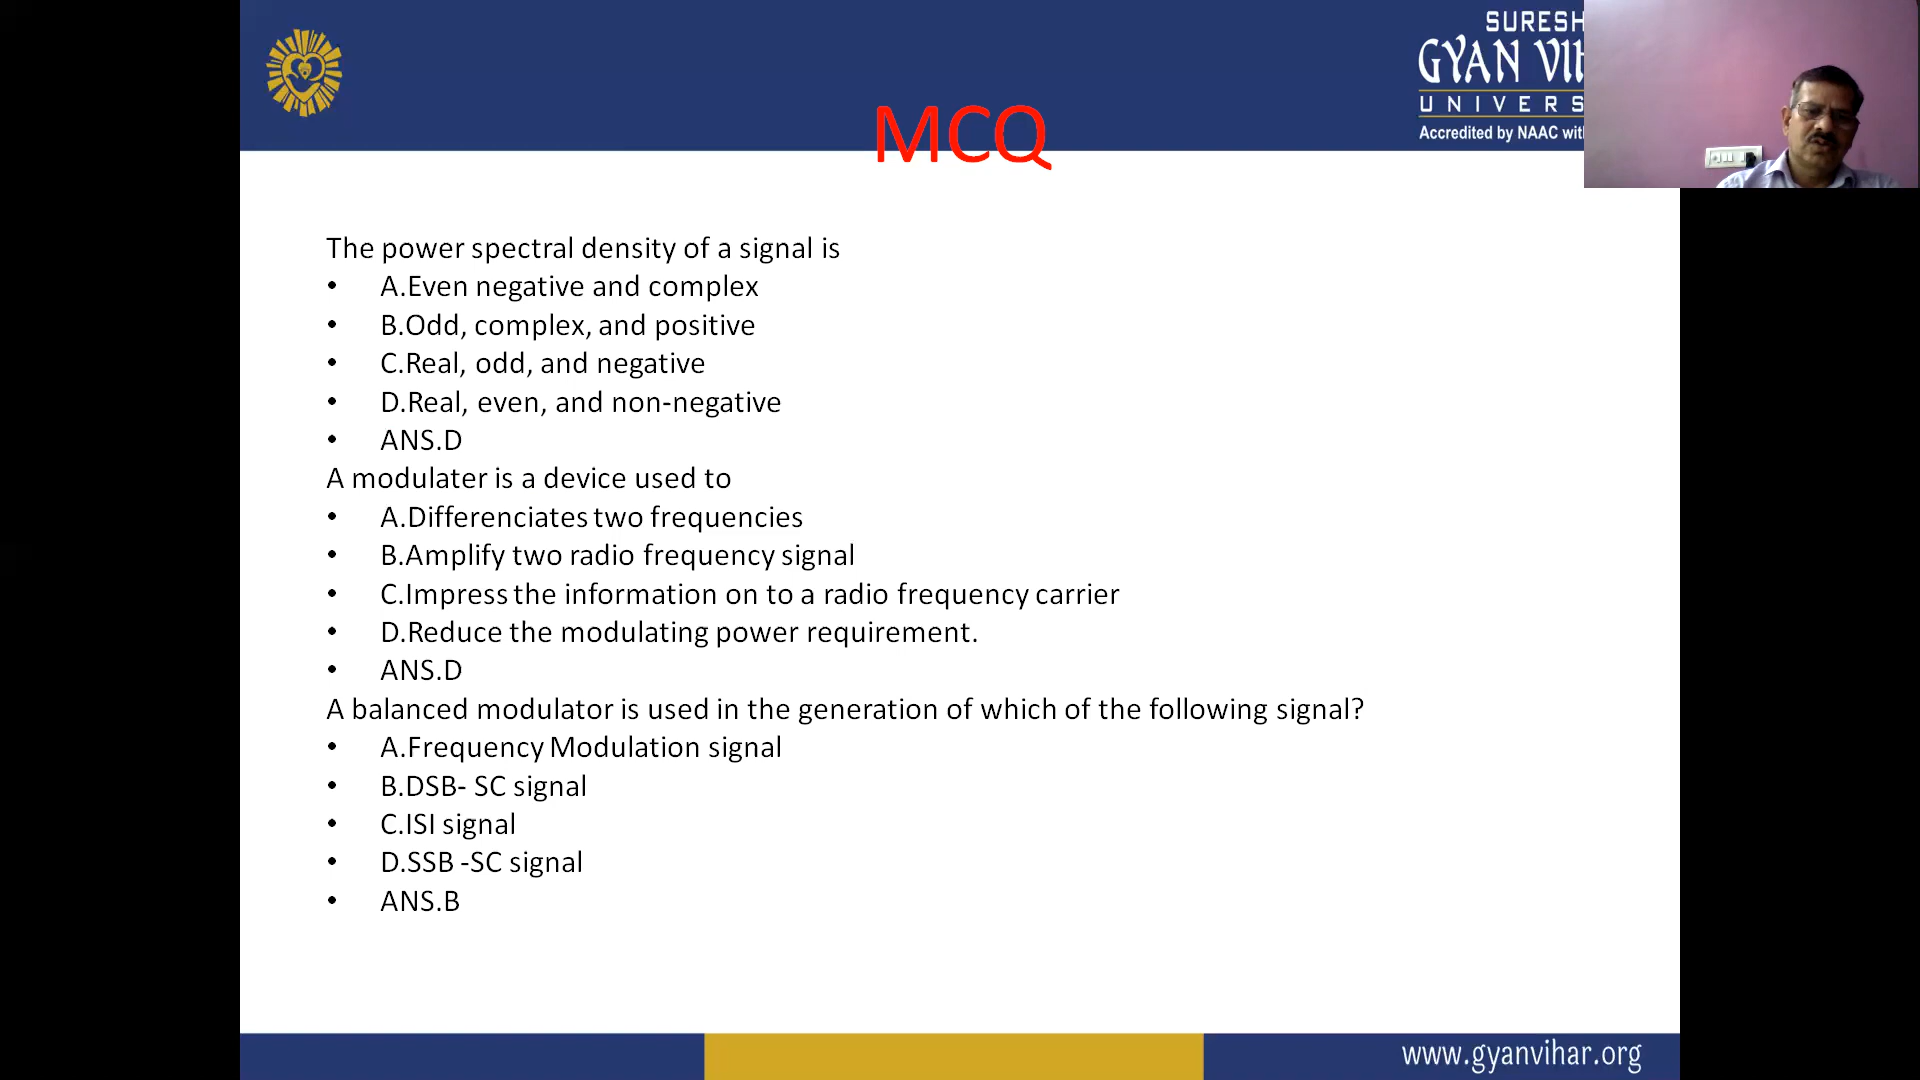 SURESH
GYAN VIH
UNIVERS
Accredited by NAAC wit
MCQ
The power spectral density of a signal is
• A.Even negative and complex
• B.Odd, complex, and positive
• C.Real, odd, and negative
• D.Real, even, and non-negative
• ANS.D
A modulater is a device used to
• A.Differenciates two frequencies
• B.Amplify two radio frequency signal
• C.Impress the information on to a radio frequency carrier
• D.Reduce the modulating power requirement.
• ANS.D
A balanced modulator is used in the generation of which of the following signal?
• A.Frequency Modulation signal
• B.DSB- SC signal
• C.ISI signal
• D.SSB -SC signal
• ANS.B
www.gyanvihar.org